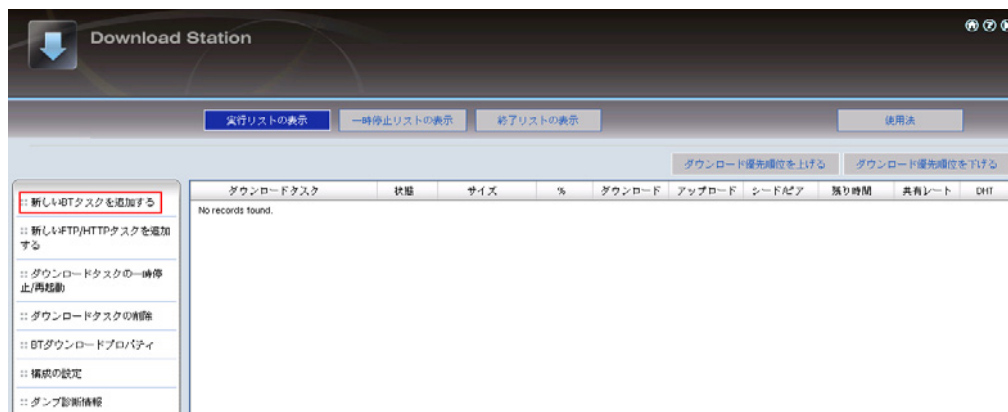 Download Station
実行リストの表示 一時停止リストの表示 終了リストの表示 使用法
ダウンロード優先順位を上げる ダウンロード優先順位を下げる
ダウンロードタスク 状態 サイズ % ダウンロード アップロード シード/ピア 残り時間 共有レート DHT
No records found.
:: 新しいBTタスクを追加する
:: 新しいFTP/HTTPタスクを追加
する
:: ダウンロードタスクの一時停
止/再起動
:: ダウンロードタスクの削除
:: BTダウンロードプロパティ
:: 構成の設定
:: ダンプ診断情報